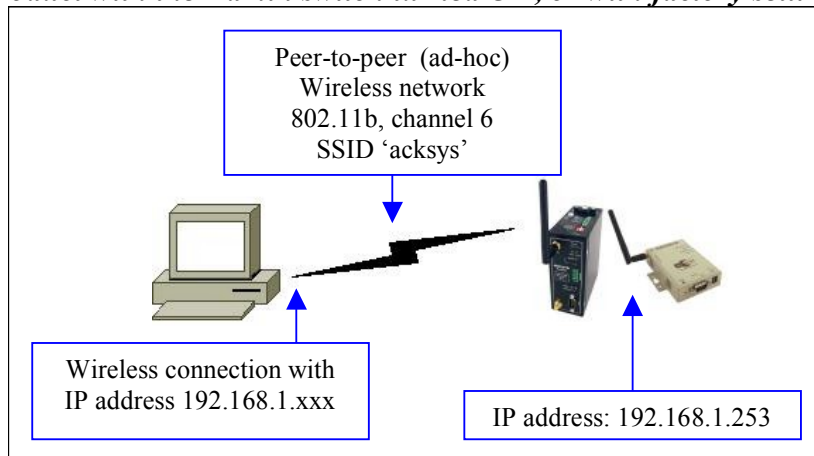 Peer-to-peer (ad-hoc)
Wireless network
802.11b, channel 6
SSID 'acksys'
Wireless connection with
IP address 192.168.1.xxx
IP address: 192.168.1.253